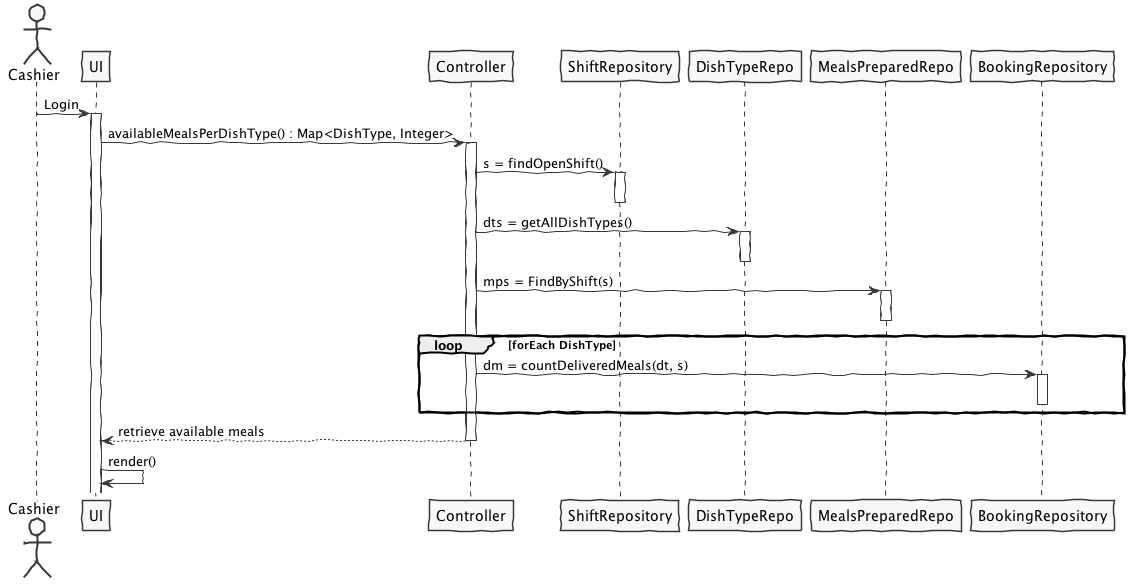 Cashier
UI
Controller
ShiftRepository
DishTypeRepo
MealsPreparedRepo
BookingRepository
Login
availableMealsPerDishType() : Map<DishType, Integer>
s = findOpenShift()
dts = getAllDishTypes()
mps = FindByShift(s)
loop
[forEach DishType]
dm = countDeliveredMeals(dt, s)
retrieve available meals
render()
Cashier
UI
Controller
ShiftRepository
DishTypeRepo
MealsPreparedRepo
BookingRepository